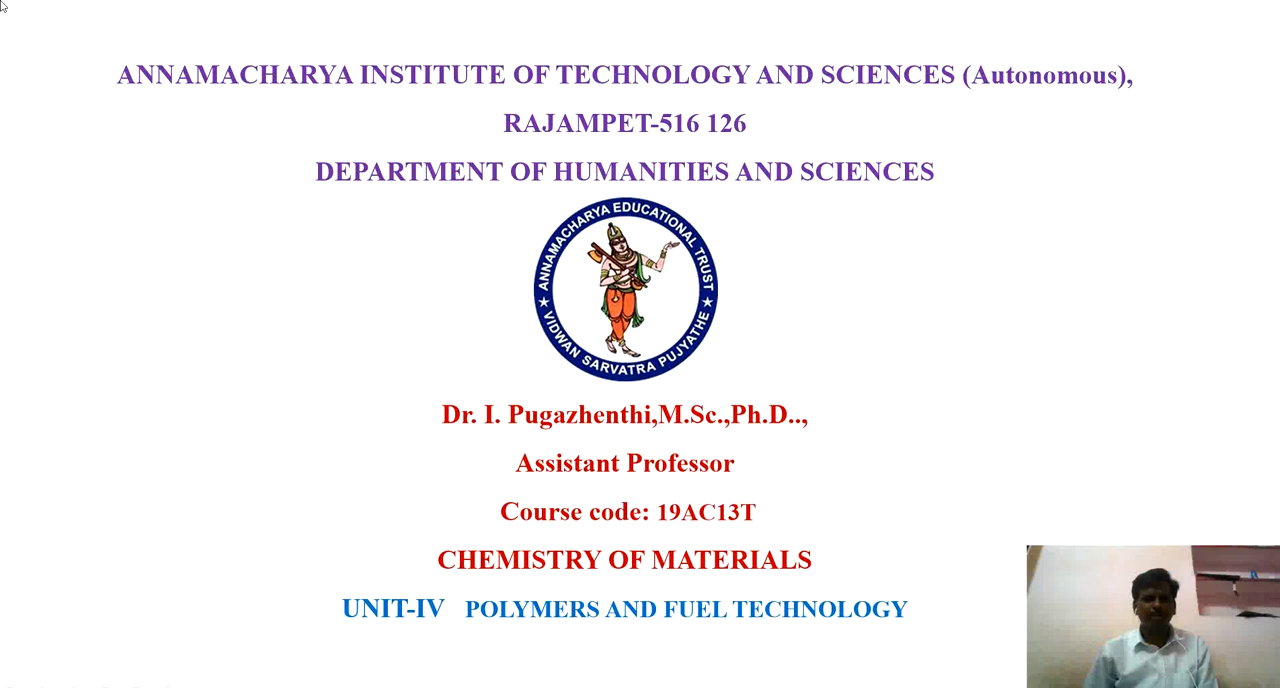 ANNAMACHARYA INSTITUTE OF TECHNOLOGY AND SCIENCES (Autonomous),
RAJAMPET-516 126
DEPARTMENT OF HUMANITIES AND SCIENCES
ANNAMACHARYA EDUCATIONAL TRUST
★ VIDWAN SARVATRA PUJYATHE ★
Dr. I. Pugazhenthi,M.Sc.,Ph.D..,
Assistant Professor
Course code: 19AC13T
CHEMISTRY OF MATERIALS
UNIT-IV POLYMERS AND FUEL TECHNOLOGY